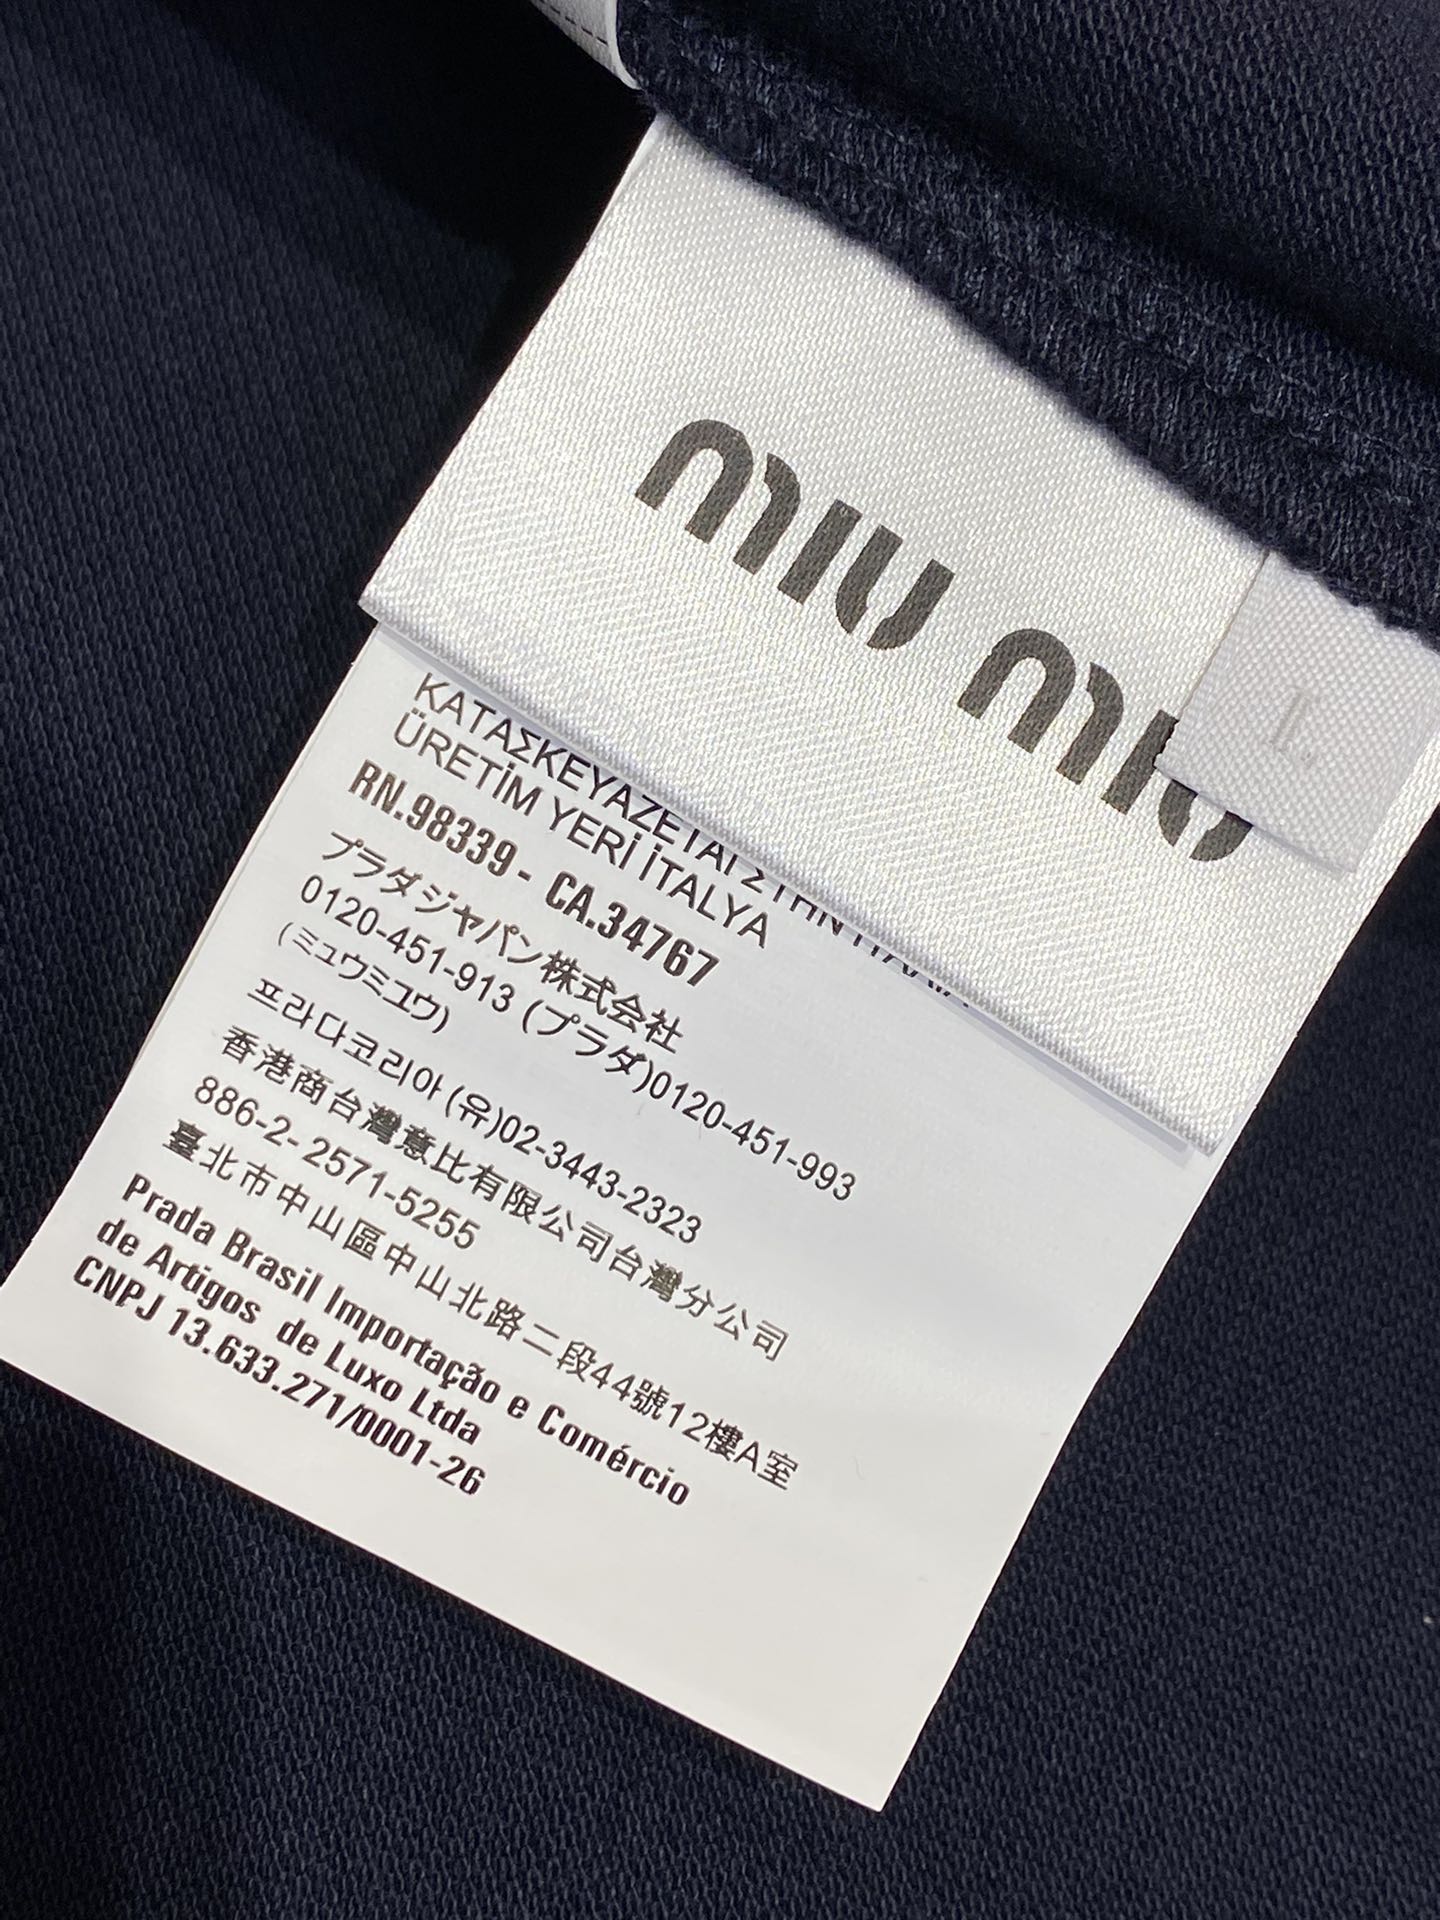 miu miu
L
ΚΑΤΑΣΚΕΥΑΖΕΤΑΙ ΣΤΗΝ ΙΤΑΛΙΑ
ÜRETİM YERİ İTALYA
RN.98339 - CA.34767
プラダジャパン株式会社
0120-451-913 (プラダ)0120-451-993
(ミュウミュウ)
프라다코리아(유)02-3443-2323
香港商台灣意比有限公司台灣分公司
886-2- 2571-5255
臺北市中山區中山北路二段44號12樓A室
Prada Brasil Importação e Comércio
de Artigos de Luxo Ltda
CNPJ 13.633.271/0001-26